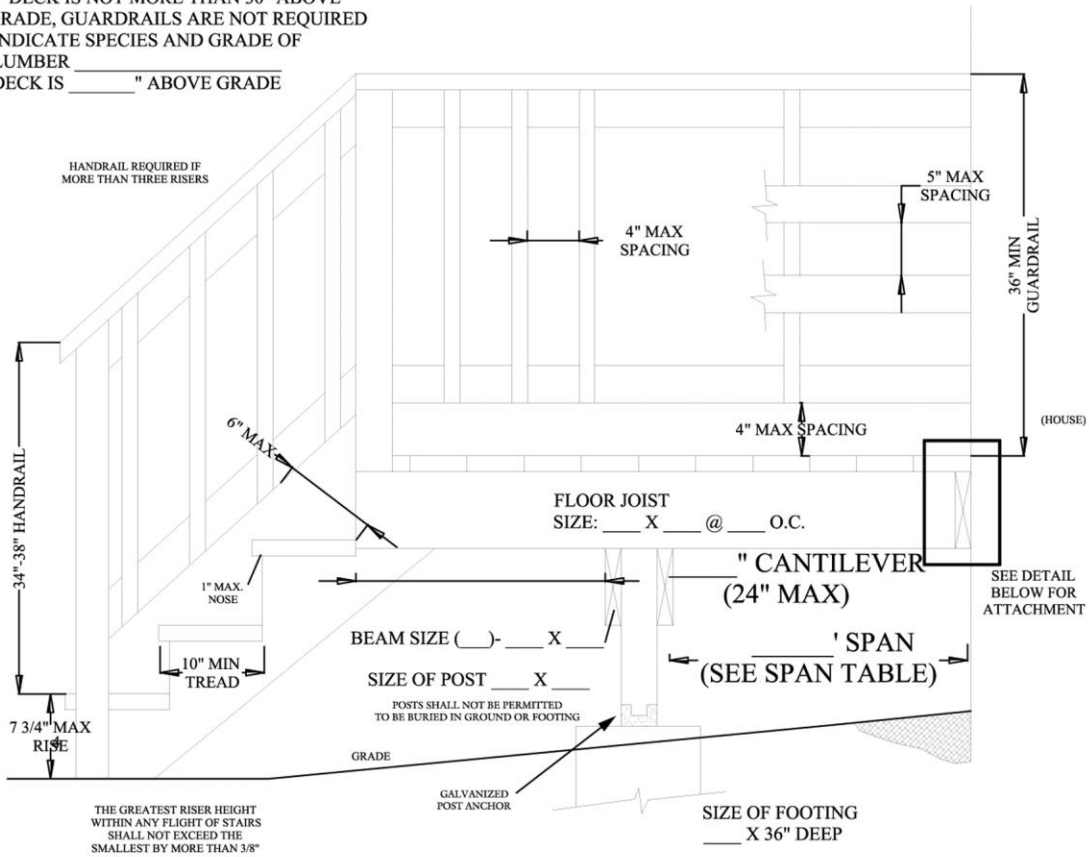 DECK IS NOT MORE THAN 30" ABOVE
GRADE, GUARDRAILS ARE NOT REQUIRED
INDICATE SPECIES AND GRADE OF
LUMBER ____________________
DECK IS _______" ABOVE GRADE
HANDRAIL REQUIRED IF
MORE THAN THREE RISERS
4" MAX
SPACING
5" MAX
SPACING
36" MIN
GUARDRAIL
4" MAX SPACING
(HOUSE)
34"-38" HANDRAIL
6" MAX
FLOOR JOIST
SIZE: ____ X ____ @ ____ O.C.
1" MAX.
NOSE
______" CANTILEVER
(24" MAX)
SEE DETAIL
BELOW FOR
ATTACHMENT
BEAM SIZE (___)- ____ X ____
10" MIN
TREAD
_______' SPAN
(SEE SPAN TABLE)
SIZE OF POST ____ X ____
POSTS SHALL NOT BE PERMITTED
TO BE BURIED IN GROUND OR FOOTING
7 3/4" MAX
RISE
GRADE
GALVANIZED
POST ANCHOR
SIZE OF FOOTING
____ X 36" DEEP
THE GREATEST RISER HEIGHT
WITHIN ANY FLIGHT OF STAIRS
SHALL NOT EXCEED THE
SMALLEST BY MORE THAN 3/8"